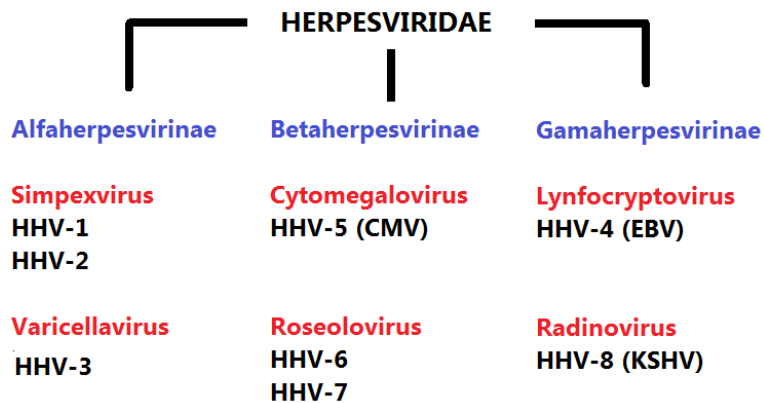 HERPESVIRIDAE
Alfaherpesvirinae
Simpexvirus
HHV-1
HHV-2
Varicellavirus
HHV-3
Betaherpesvirinae
Cytomegalovirus
HHV-5 (CMV)
Roseolovirus
HHV-6
HHV-7
Gamaherpesvirinae
Lynfocryptovirus
HHV-4 (EBV)
Radinovirus
HHV-8 (KSHV)